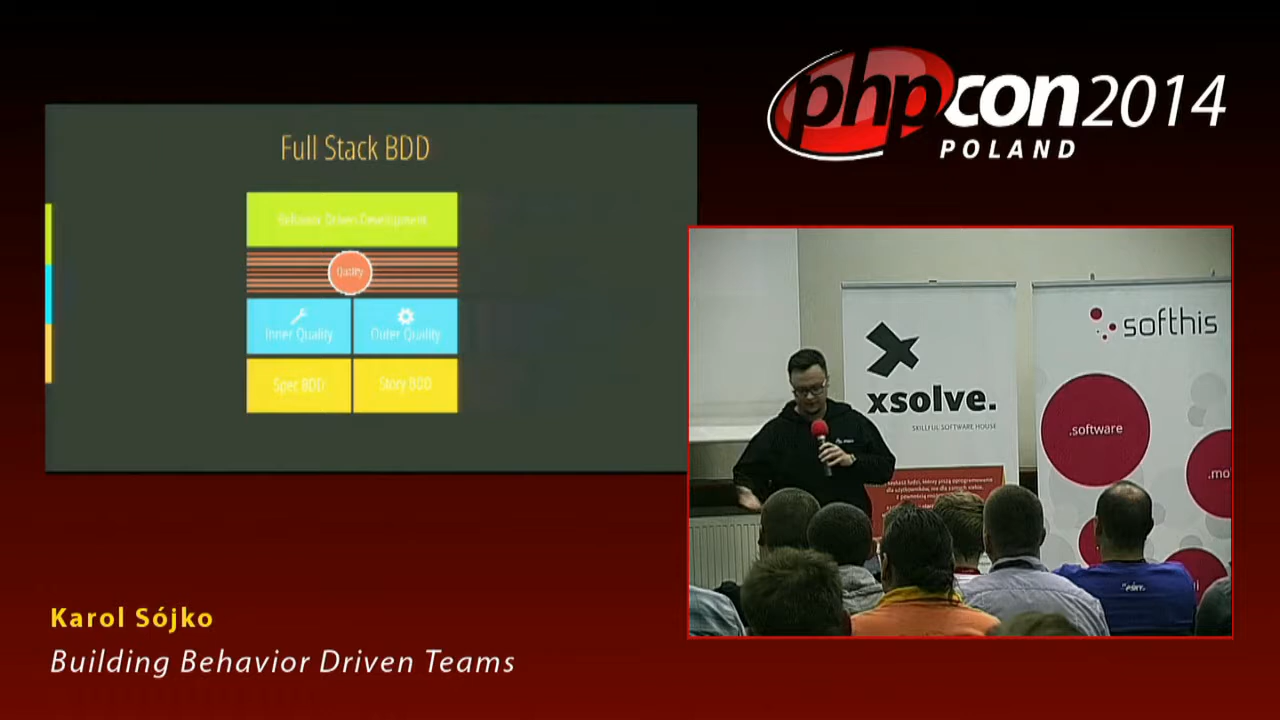 phpcon2014
POLAND
Full Stack BDD
Behavior Driven Development
Quality
Inner Quality
Outer Quality
Spec BDD
Story BDD
softhis
xsolve.
SKILLFUL SOFTWARE HOUSE
.software
.mo
Karol Sójko
Building Behavior Driven Teams